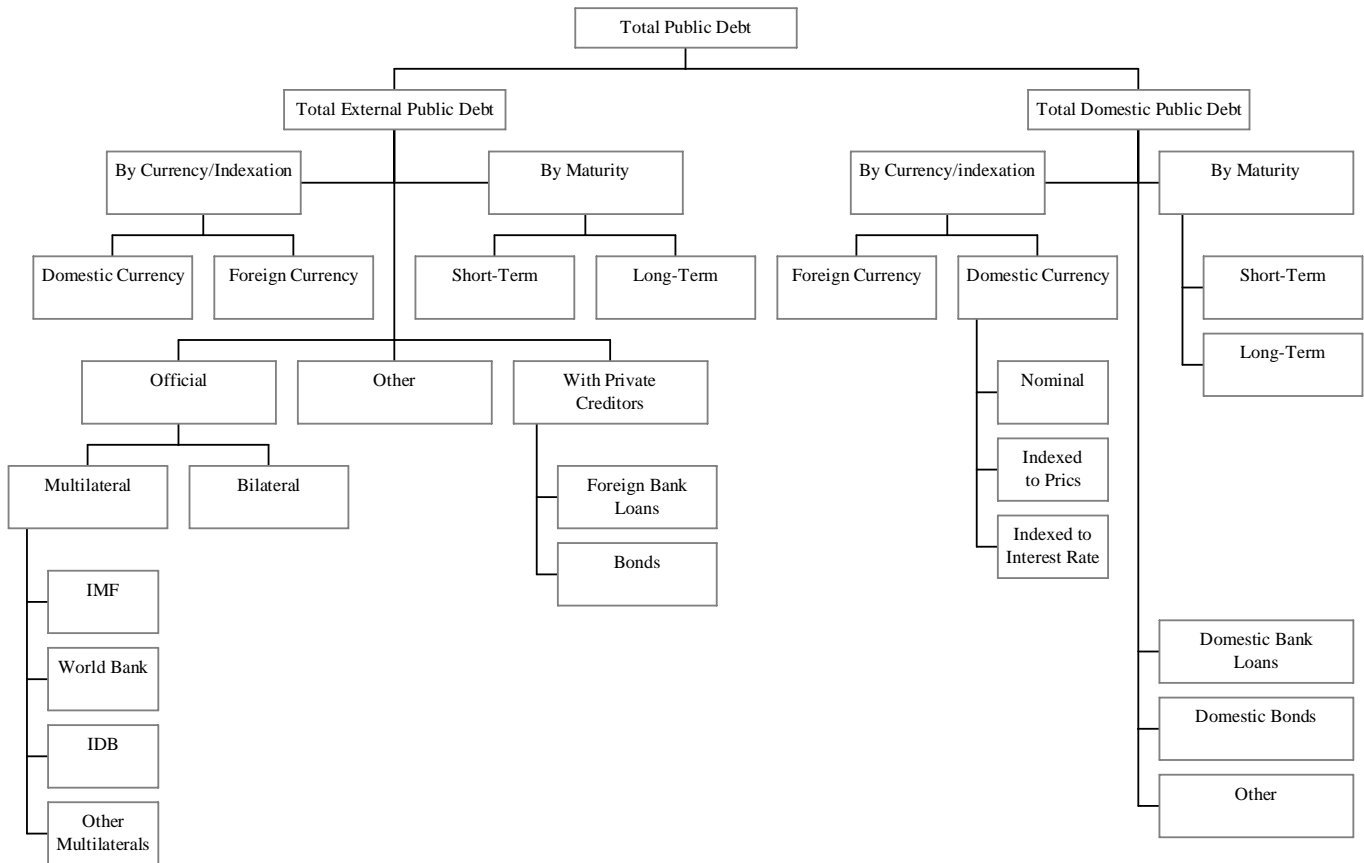 Total Public Debt
Total External Public Debt
Total Domestic Public Debt
By Currency/Indexation
By Maturity
By Currency/indexation
By Maturity
Domestic Currency
Foreign Currency
Short-Term
Long-Term
Foreign Currency
Domestic Currency
Short-Term
Long-Term
Official
Other
With Private
Creditors
Nominal
Indexed
to Prics
Indexed to
Interest Rate
Multilateral
Bilateral
Foreign Bank
Loans
Bonds
IMF
World Bank
IDB
Other
Multilaterals
Domestic Bank
Loans
Domestic Bonds
Other